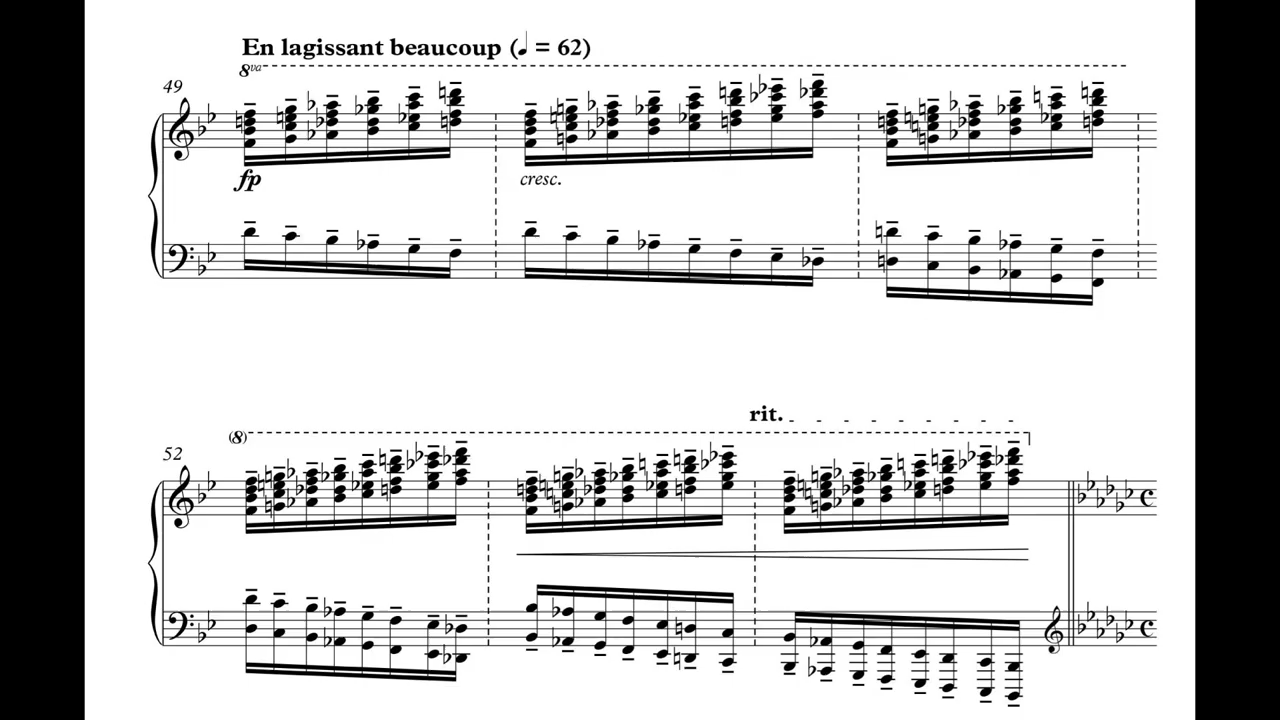 En lagissant beaucoup (♩ = 62)
8va
49
fp
cresc.
rit.
(8)
52